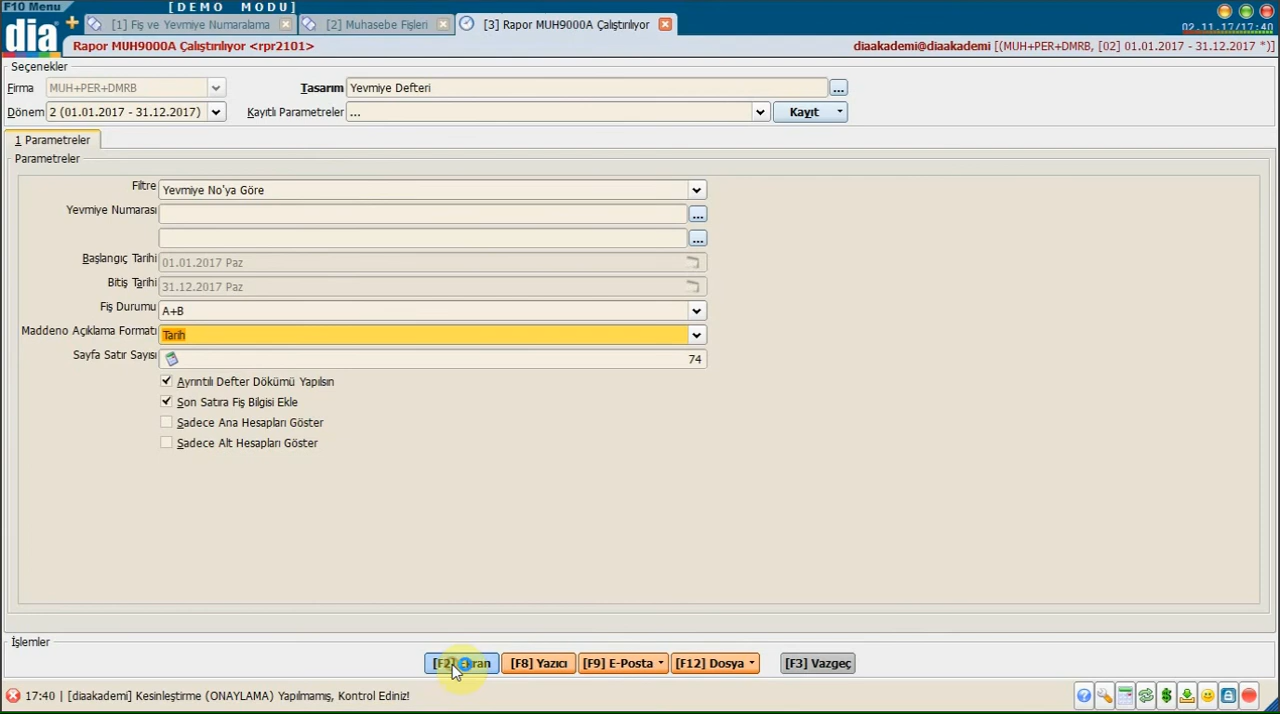 F10 Menu
[DEMO MODU]
dia
[1] Fiş ve Yevmiye Numaralama
[2] Muhasebe Fişleri
[3] Rapor MUH9000A Çalıştırılıyor
02.11.17/17:40
Rapor MUH9000A Çalıştırılıyor <rpr2101>
diaakademi@diaakademi [(MUH+PER+DMRB, [02] 01.01.2017 - 31.12.2017 *)]
Seçenekler
Firma MUH+PER+DMRB
Tasarım Yevmiye Defteri ...
Dönem 2 (01.01.2017 - 31.12.2017)
Kayıtlı Parametreler ... Kayıt
1 Parametreler
Parametreler
Filtre Yevmiye No'ya Göre
Yevmiye Numarası ...
...
Başlangıç Tarihi 01.01.2017 Paz
Bitiş Tarihi 31.12.2017 Paz
Fiş Durumu A+B
Maddeno Açıklama Formatı Tarih
Sayfa Satır Sayısı 74
Ayrıntılı Defter Dökümü Yapılsın
Son Satıra Fiş Bilgisi Ekle
Sadece Ana Hesapları Göster
Sadece Alt Hesapları Göster
İşlemler
[F2] Ekran [F8] Yazıcı [F9] E-Posta [F12] Dosya [F3] Vazgeç
17:40 | [diaakademi] Kesinleştirme (ONAYLAMA) Yapılmamış, Kontrol Ediniz!